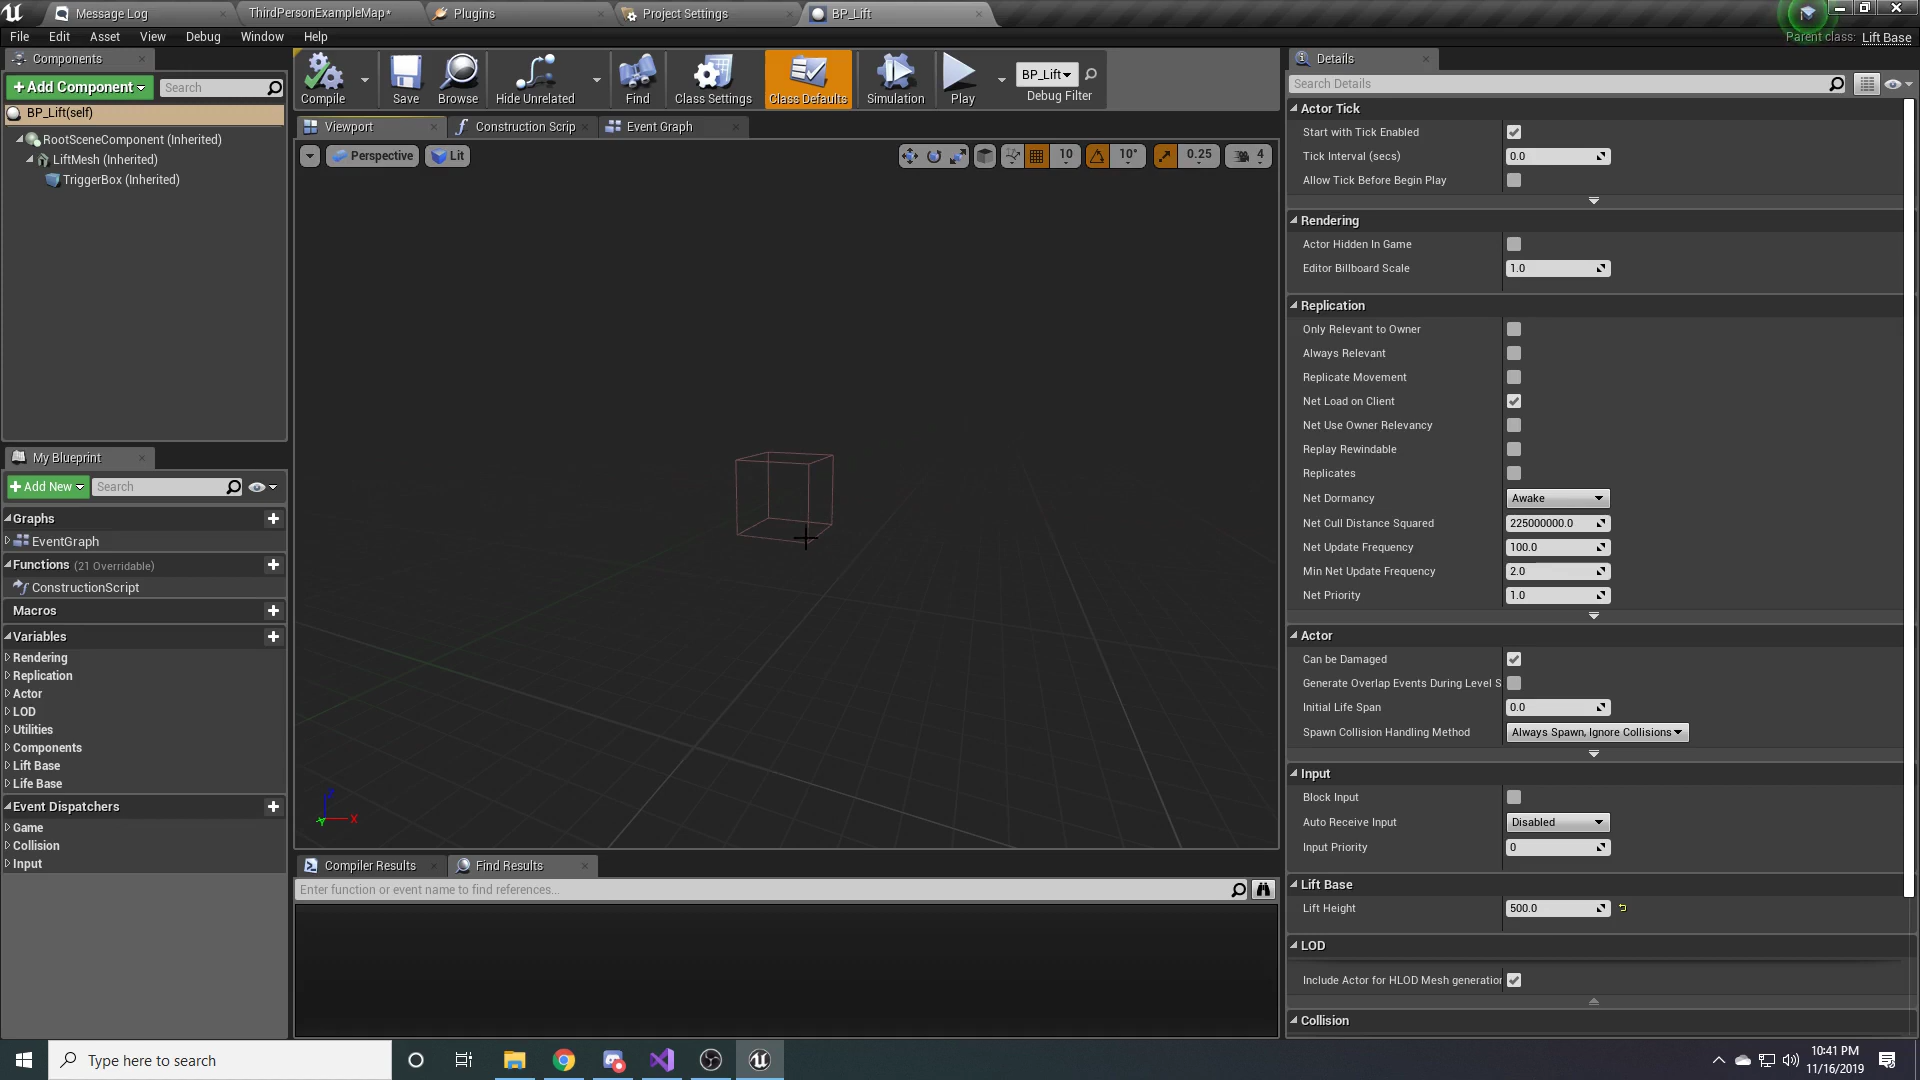 Message Log
ThirdPersonExampleMap*
Plugins
Project Settings
BP_Lift
File Edit Asset View Debug Window Help
Parent class: Lift Base
Components
+Add Component
Search
BP_Lift(self)
RootSceneComponent (Inherited)
LiftMesh (Inherited)
TriggerBox (Inherited)
My Blueprint
+Add New
Search
Graphs
EventGraph
Functions (21 Overridable)
ConstructionScript
Macros
Variables
Rendering
Replication
Actor
LOD
Utilities
Components
Lift Base
Life Base
Event Dispatchers
Game
Collision
Input
Compile
Save
Browse
Hide Unrelated
Find
Class Settings
Class Defaults
Simulation
Play
BP_Lift
Debug Filter
Viewport
Construction Scrip
Event Graph
Perspective
Lit
10
10°
0.25
4
Z
X
Y
Compiler Results
Find Results
Enter function or event name to find references...
Details
Search Details
Actor Tick
Start with Tick Enabled
Tick Interval (secs) 0.0
Allow Tick Before Begin Play
Rendering
Actor Hidden In Game
Editor Billboard Scale 1.0
Replication
Only Relevant to Owner
Always Relevant
Replicate Movement
Net Load on Client
Net Use Owner Relevancy
Replay Rewindable
Replicates
Net Dormancy Awake
Net Cull Distance Squared 225000000.0
Net Update Frequency 100.0
Min Net Update Frequency 2.0
Net Priority 1.0
Actor
Can be Damaged
Generate Overlap Events During Level S
Initial Life Span 0.0
Spawn Collision Handling Method Always Spawn, Ignore Collisions
Input
Block Input
Auto Receive Input Disabled
Input Priority 0
Lift Base
Lift Height 500.0
LOD
Include Actor for HLOD Mesh generation
Collision
Type here to search
10:41 PM
11/16/2019